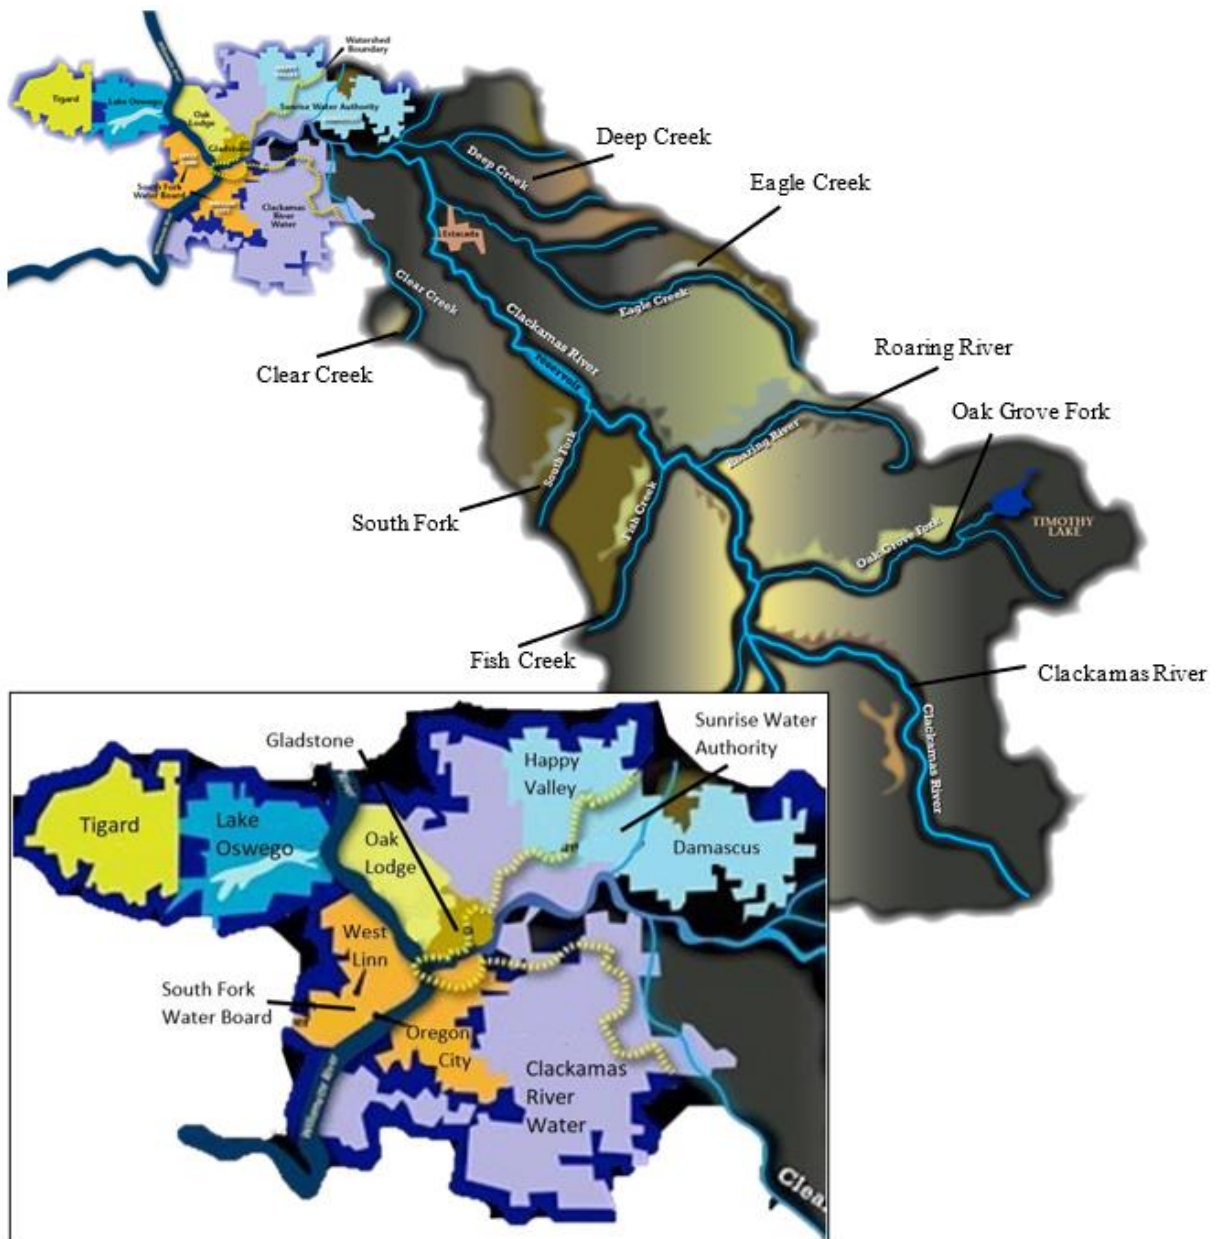 Watershed
Boundary
Tigard
Lake Oswego
Oak
Lodge
Sunrise Water Authority
Gladstone
South Fork
Water Board
Clackamas
River
Water
Deep Creek
Deep Creek
Eagle Creek
Estacada
Eagle Creek
Clear Creek
Clackamas River
reservoir
Clear Creek
Roaring River
Oak Grove Fork
Roaring River
South Fork
South Fork
Fish Creek
Oak Grove Fork
TIMOTHY
LAKE
Fish Creek
Clackamas River
Clackamas River
Gladstone
Sunrise Water
Authority
Happy
Valley
Tigard
Lake
Oswego
Oak
Lodge
Damascus
West
Linn
South Fork
Water Board
Oregon
City
Clackamas
River
Water
Willamette River
Clea